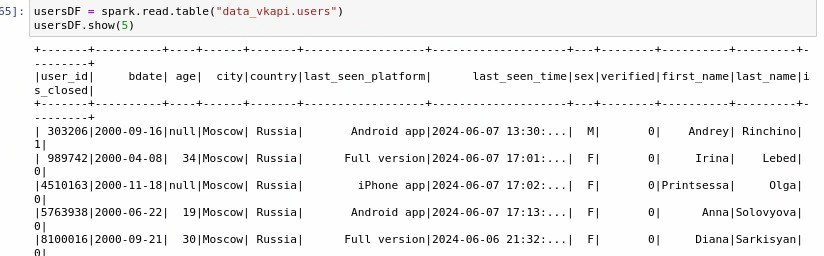 65]: usersDF = spark.read.table("data_vkapi.users")
usersDF.show(5)
+-------+----------+----+------+-------+------------------+--------------------+---+--------+----------+---------+-
--------+
|user_id|     bdate| age|  city|country|last_seen_platform|      last_seen_time|sex|verified|first_name|last_name|i
s_closed|
+-------+----------+----+------+-------+------------------+--------------------+---+--------+----------+---------+-
--------+
| 303206|2000-09-16|null|Moscow| Russia|       Android app|2024-06-07 13:30:...|  M|       0|    Andrey| Rinchino|
1|
| 989742|2000-04-08|  34|Moscow| Russia|      Full version|2024-06-07 17:01:...|  F|       0|     Irina|    Lebed|
0|
|4510163|2000-11-18|null|Moscow| Russia|        iPhone app|2024-06-07 17:02:...|  F|       0|Printsessa|     Olga|
0|
|5763938|2000-06-22|  19|Moscow| Russia|       Android app|2024-06-07 17:13:...|  F|       0|      Anna|Solovyova|
0|
|8100016|2000-09-21|  30|Moscow| Russia|      Full version|2024-06-06 21:32:...|  F|       0|     Diana|Sarkisyan|
0|